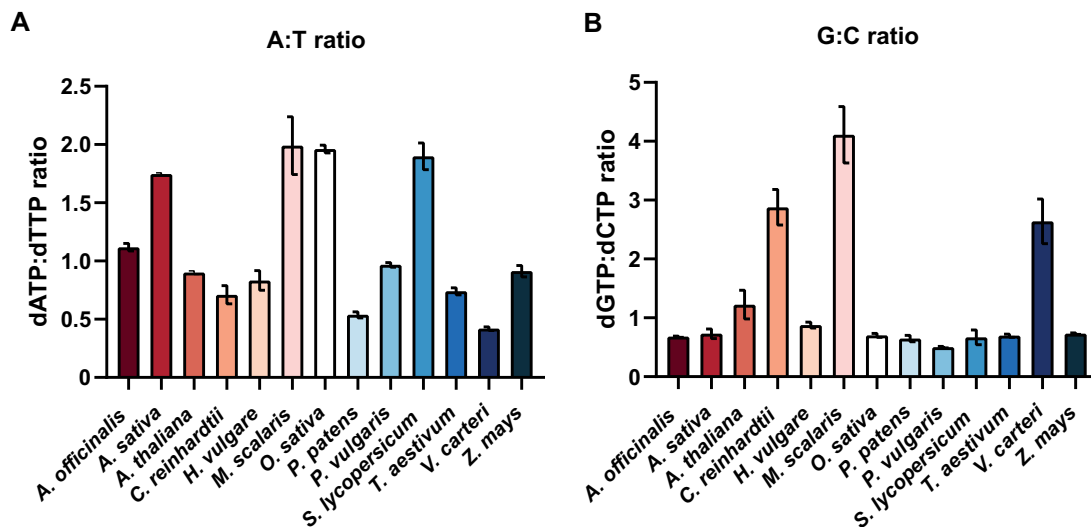 A
A:T ratio
dATP:dTTP ratio
2.5
2.0
1.5
1.0
0.5
0
A. officinalis
A. sativa
A. thaliana
C. reinhardtii
H. vulgare
M. scalaris
O. sativa
P. patens
P. vulgaris
S. lycopersicum
T. aestivum
V. carteri
Z. mays
B
G:C ratio
dGTP:dCTP ratio
5
4
3
2
1
0
A. officinalis
A. sativa
A. thaliana
C. reinhardtii
H. vulgare
M. scalaris
O. sativa
P. patens
P. vulgaris
S. lycopersicum
T. aestivum
V. carteri
Z. mays